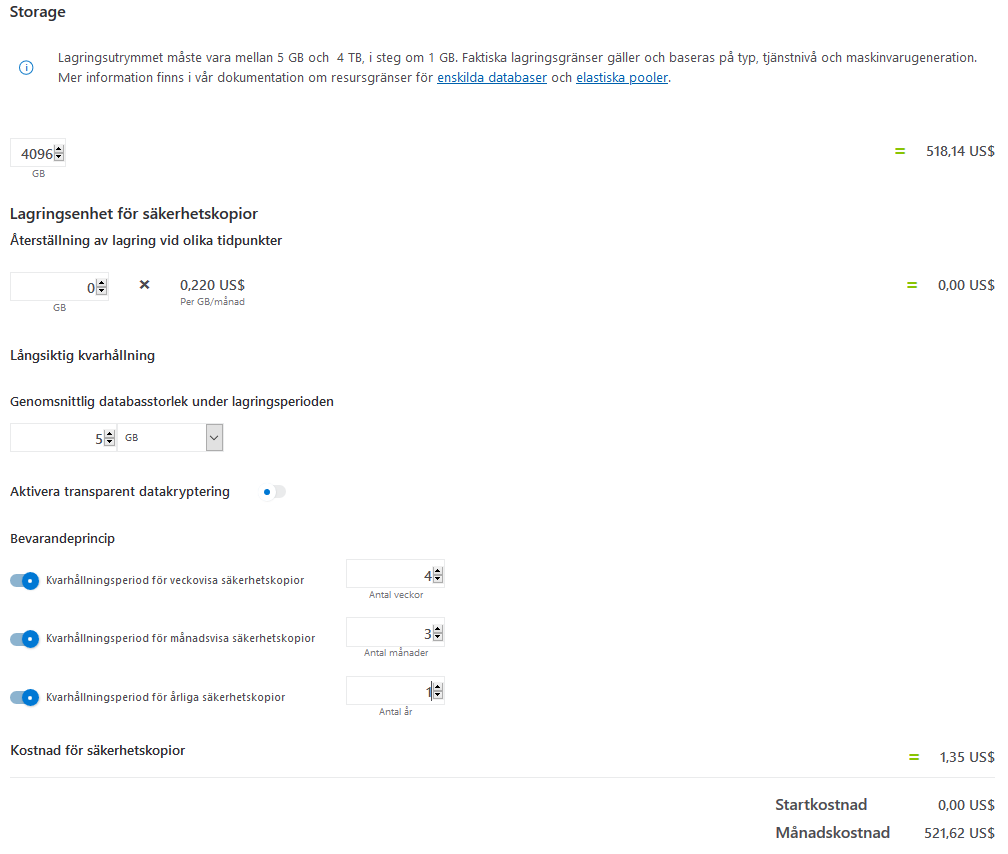 Storage
Lagringsutrymmet måste vara mellan 5 GB och 4 TB, i steg om 1 GB. Faktiska lagringsgränser gäller och baseras på typ, tjänstnivå och maskinvarugeneration.
Mer information finns i vår dokumentation om resursgränser för enskilda databaser och elastiska pooler.
4096 = 518,14 US$
GB
Lagringsenhet för säkerhetskopior
Återställning av lagring vid olika tidpunkter
0 × 0,220 US$ = 0,00 US$
GB Per GB/månad
Långsiktig kvarhållning
Genomsnittlig databasstorlek under lagringsperioden
5 GB
Aktivera transparent datakryptering
Bevarandeprincip
Kvarhållningsperiod för veckovisa säkerhetskopior 4
Antal veckor
Kvarhållningsperiod för månadsvisa säkerhetskopior 3
Antal månader
Kvarhållningsperiod för årliga säkerhetskopior 1
Antal år
Kostnad för säkerhetskopior = 1,35 US$
Startkostnad 0,00 US$
Månadskostnad 521,62 US$